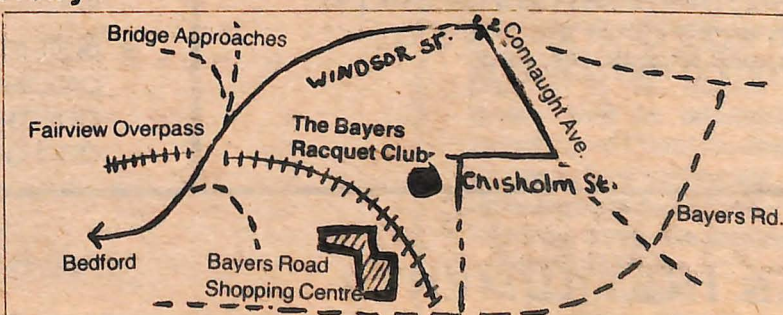 Bridge Approaches
WINDSOR ST.
Connaught Ave.
Fairview Overpass
The Bayers
Racquet Club
Chisholm St.
Bayers Rd.
Bedford
Bayers Road
Shopping Centre